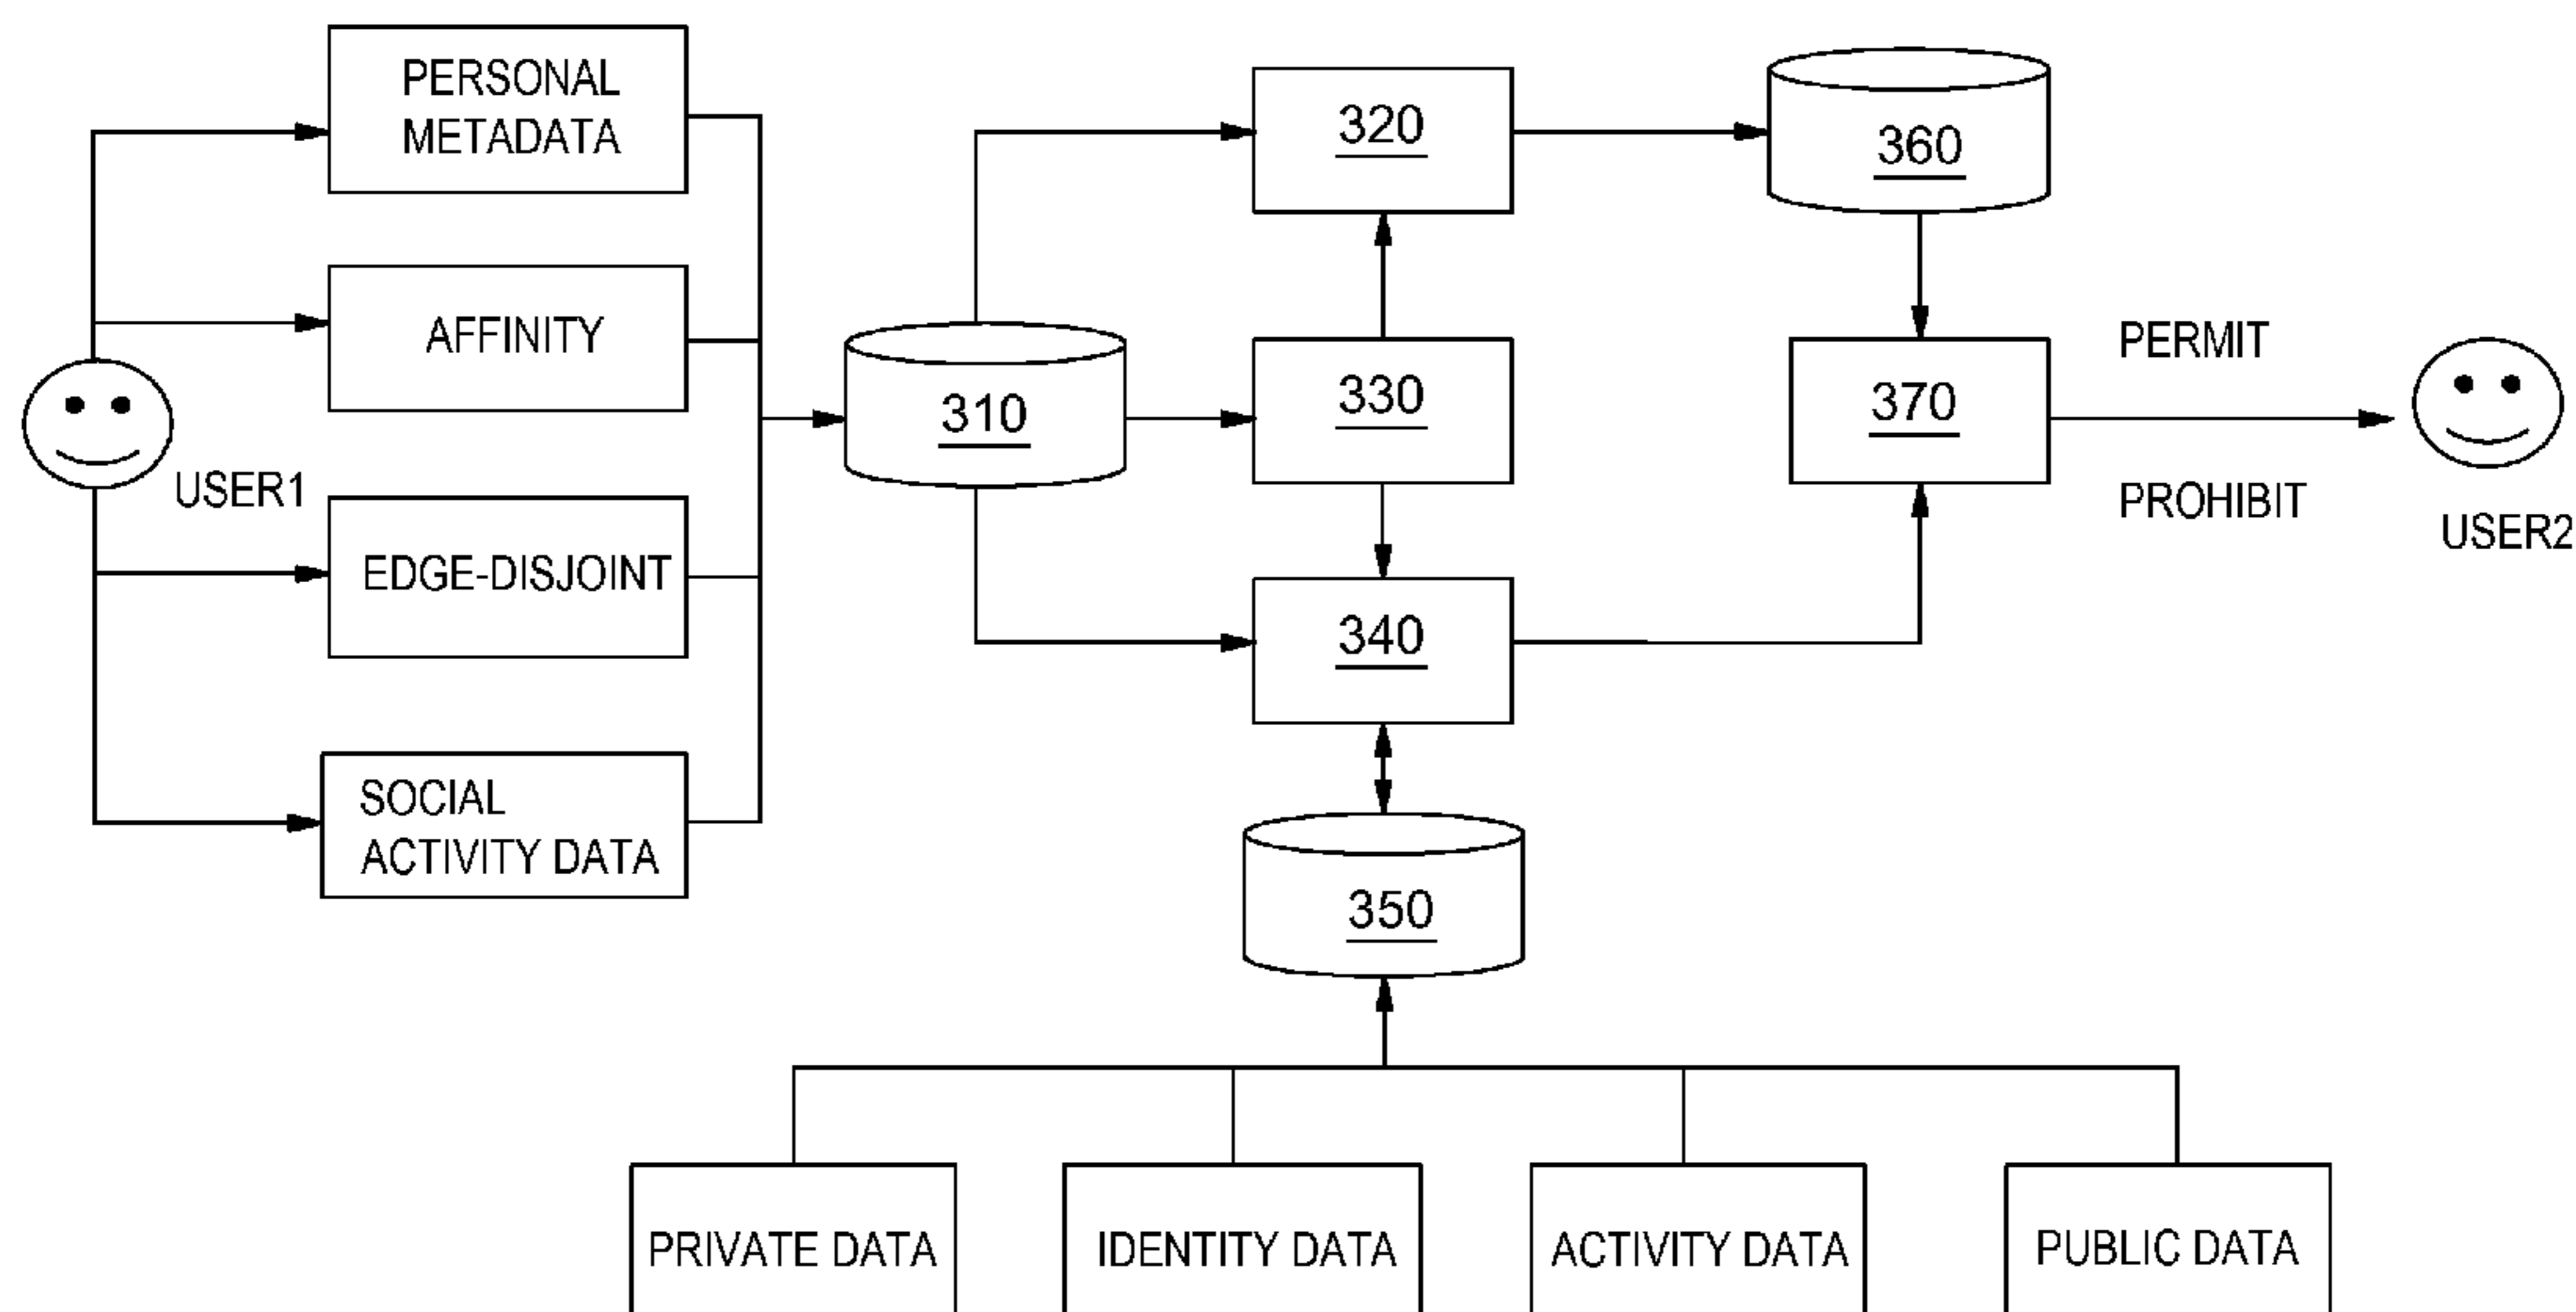 PERSONAL
METADATA
AFFINITY
USER1
EDGE-DISJOINT
SOCIAL
ACTIVITY DATA
310
320
330
340
350
360
370
PERMIT
PROHIBIT
USER2
PRIVATE DATA
IDENTITY DATA
ACTIVITY DATA
PUBLIC DATA